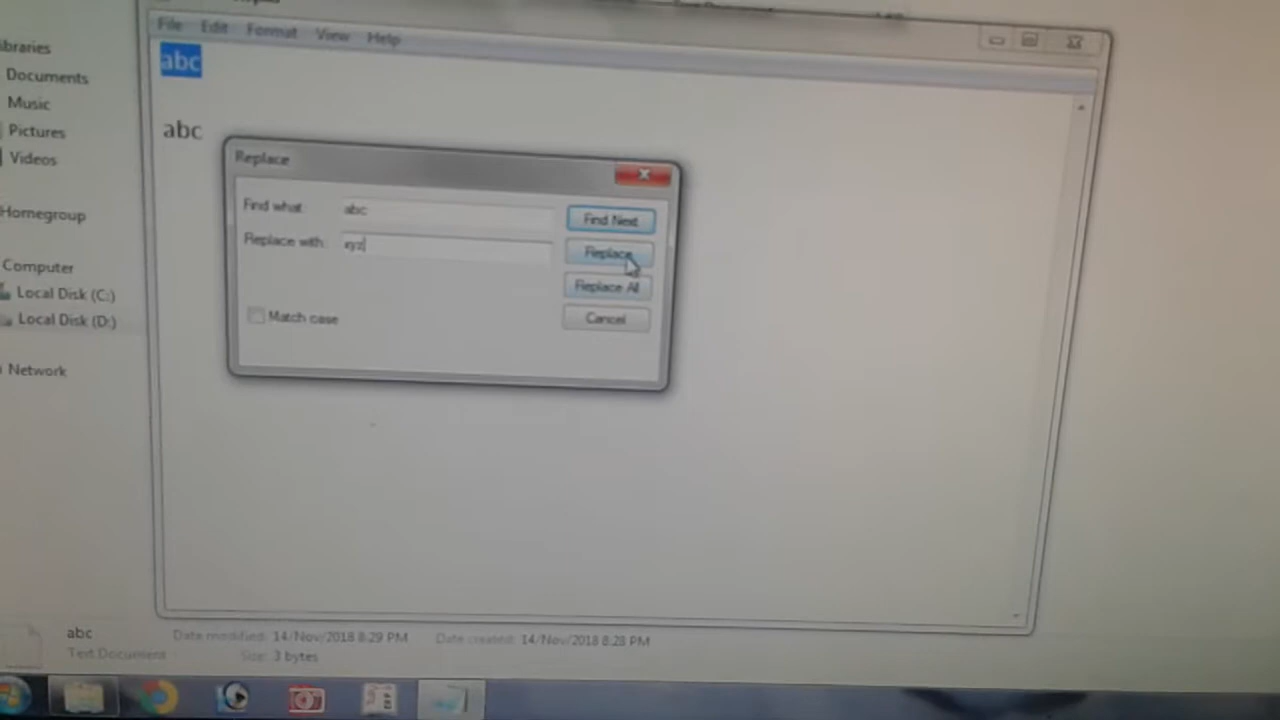 File Edit Format View Help
abc
abc
Replace
Find what: abc
Find Next
Replace with: xyz
Replace
Replace All
Match case
Cancel
ibraries
Documents
Music
Pictures
Videos
Homegroup
Computer
Local Disk (C:)
Local Disk (D:)
Network
abc
Date modified: 14/Nov/2018 8:29 PM
Date created: 14/Nov/2018 8:28 PM
Text Document
Size: 3 bytes